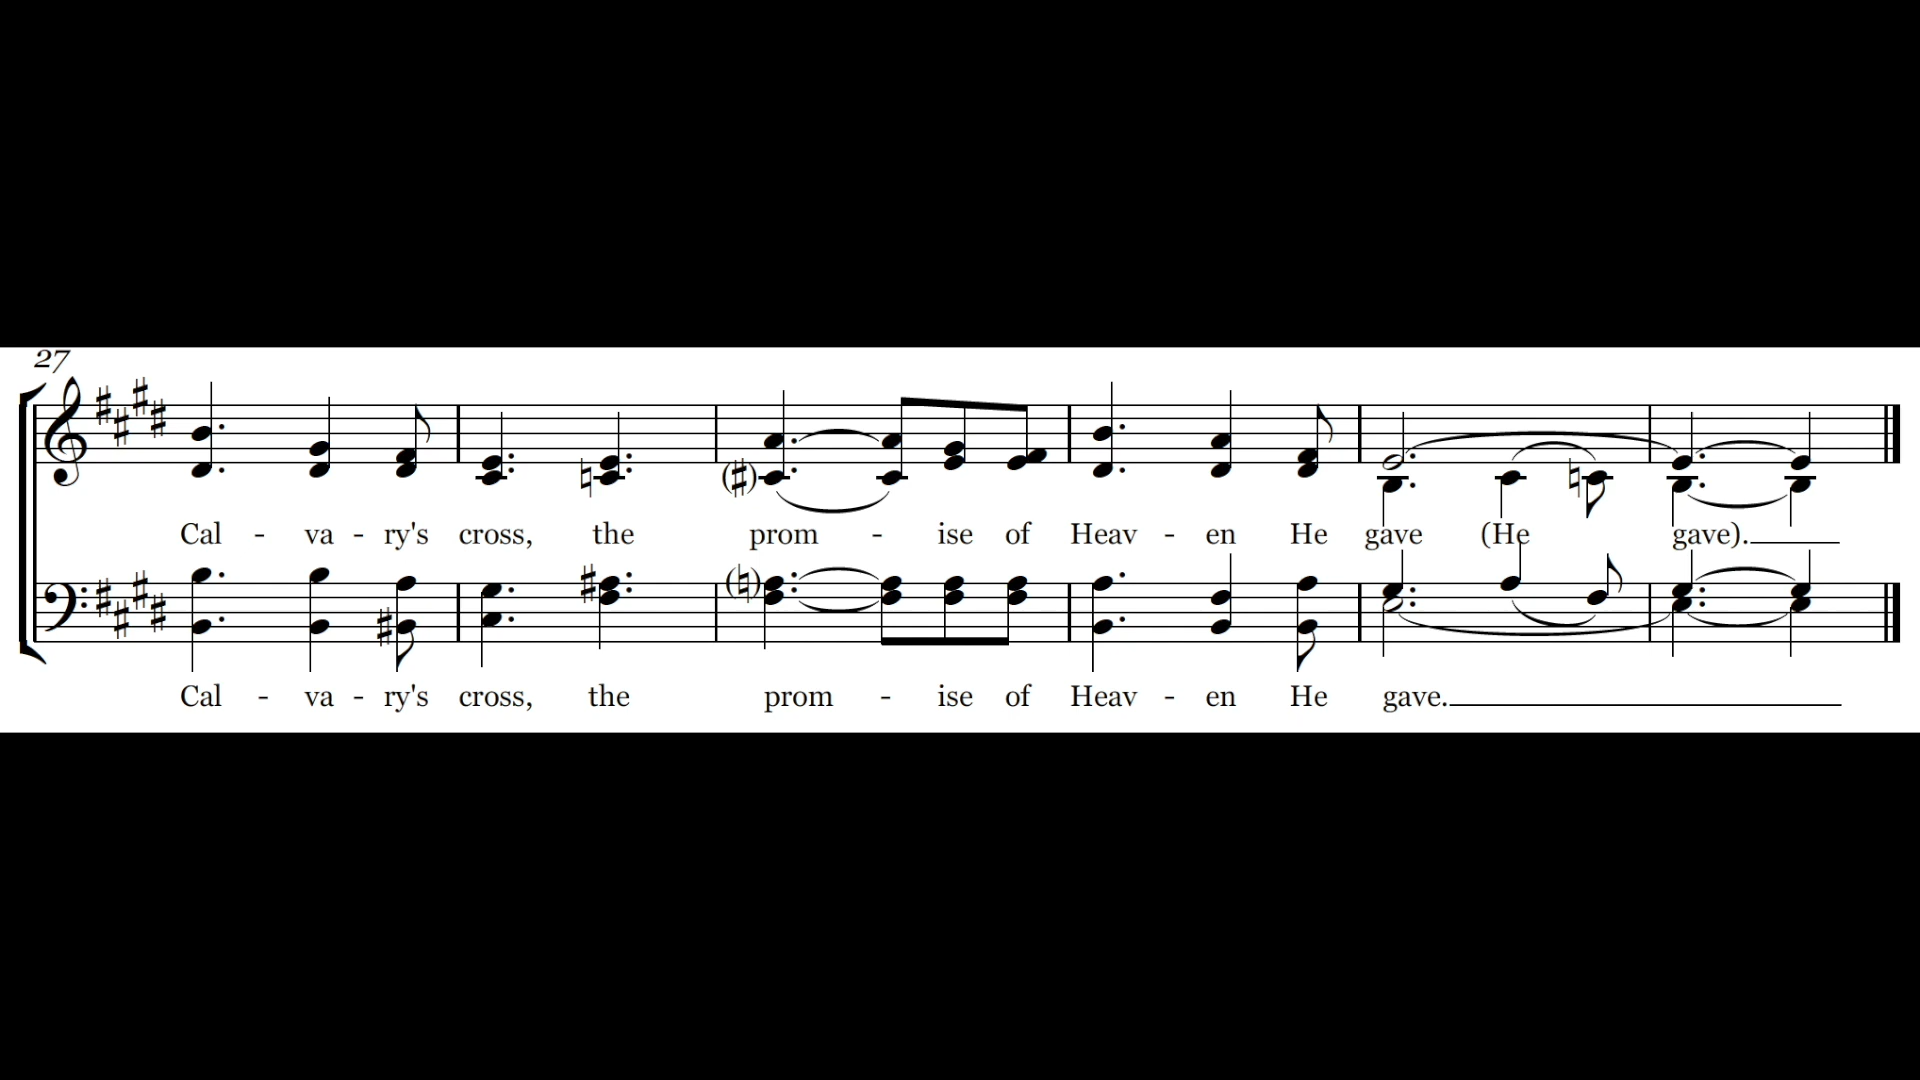 27
Cal - va - ry's cross, the prom - ise of Heav - en He gave (He gave).
Cal - va - ry's cross, the prom - ise of Heav - en He gave.